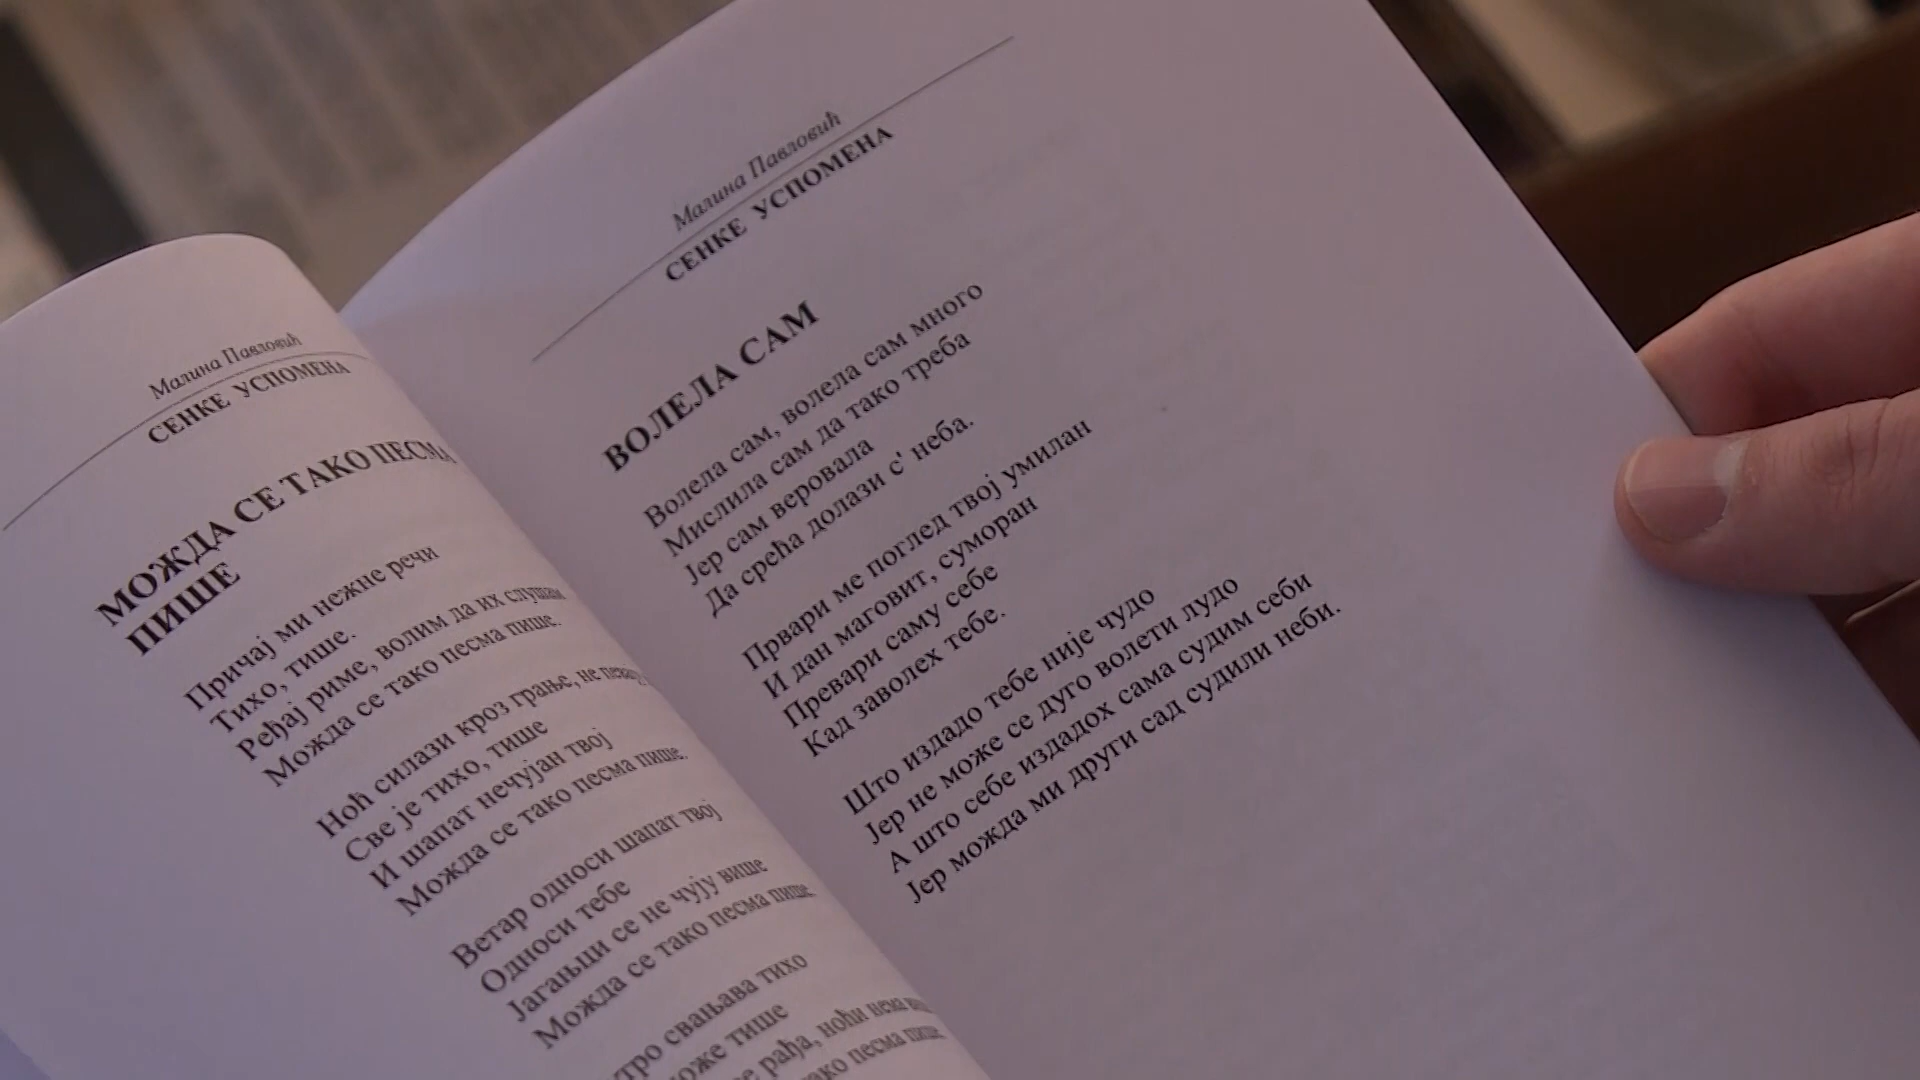 Малина Павловић
СЕНКЕ УСПОМЕНА
МОЖДА СЕ ТАКО ПЕСМА
ПИШЕ
Причај ми нежне речи
Тихо, тише.
Ређај риме, волим да их слушам
Можда се тако песма пише.
Ноћ силази кроз грање, не
Све је тихо, тише
И шапат нечујан твој
Можда се тако песма пише.
Ветар односи шапат твој
Односи тебе
Јагањци се не чују више
Можда се тако песма пише
свањава тихо
тише
рађа, ноћи нема
песма пише
Малина Павловић
СЕНКЕ УСПОМЕНА
ВОЛЕЛА САМ
Волела сам, волела сам много
Мислила сам да тако треба
Јер сам веровала
Да срећа долази с' неба.
Првари ме поглед твој умилан
И дан маговит, суморан
Превари саму себе
Кад заволех тебе.
Што издадо тебе није чудо
Јер не може се дуго волети лудо
А што себе издадох сама судим себи
Јер можда ми други сад судили неби.